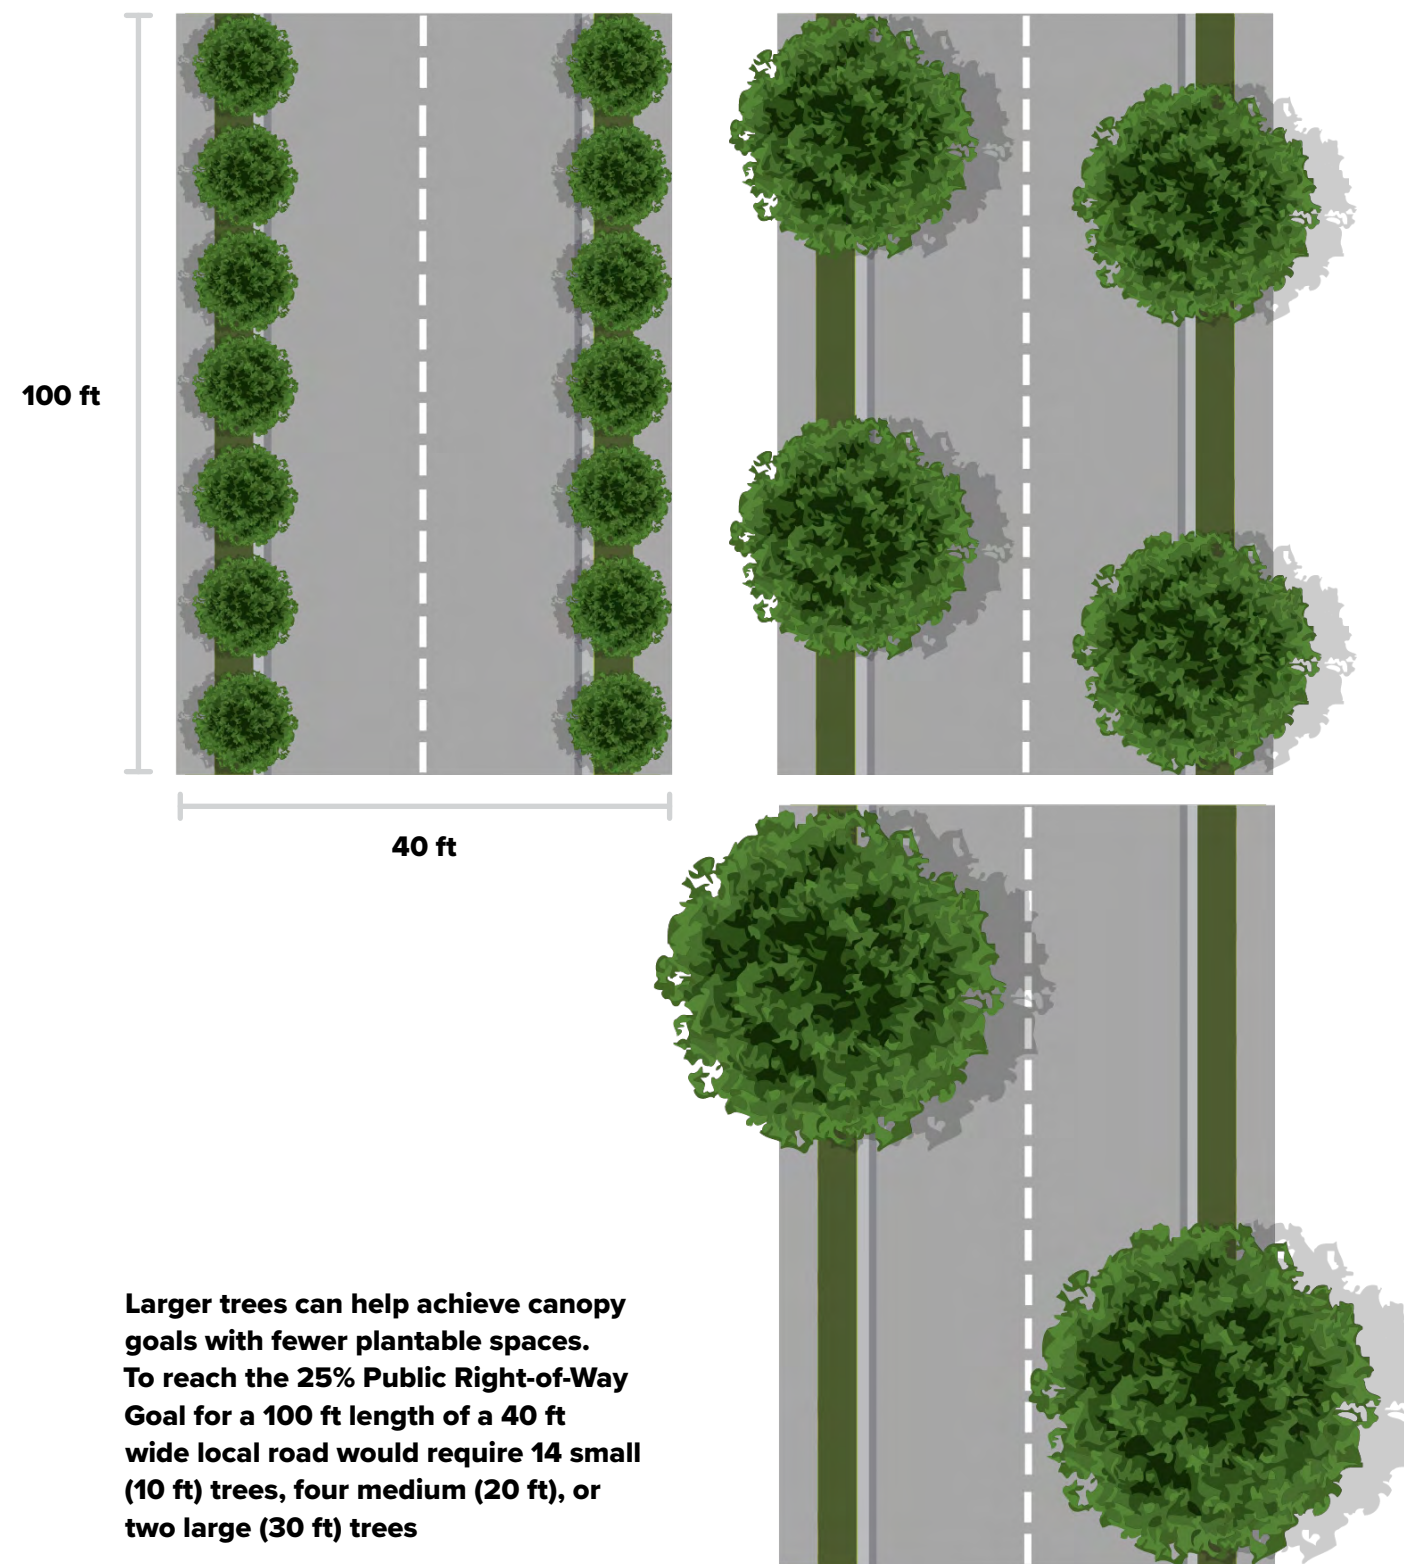 100 ft
40 ft
Larger trees can help achieve canopy
goals with fewer plantable spaces.
To reach the 25% Public Right-of-Way
Goal for a 100 ft length of a 40 ft
wide local road would require 14 small
(10 ft) trees, four medium (20 ft), or
two large (30 ft) trees